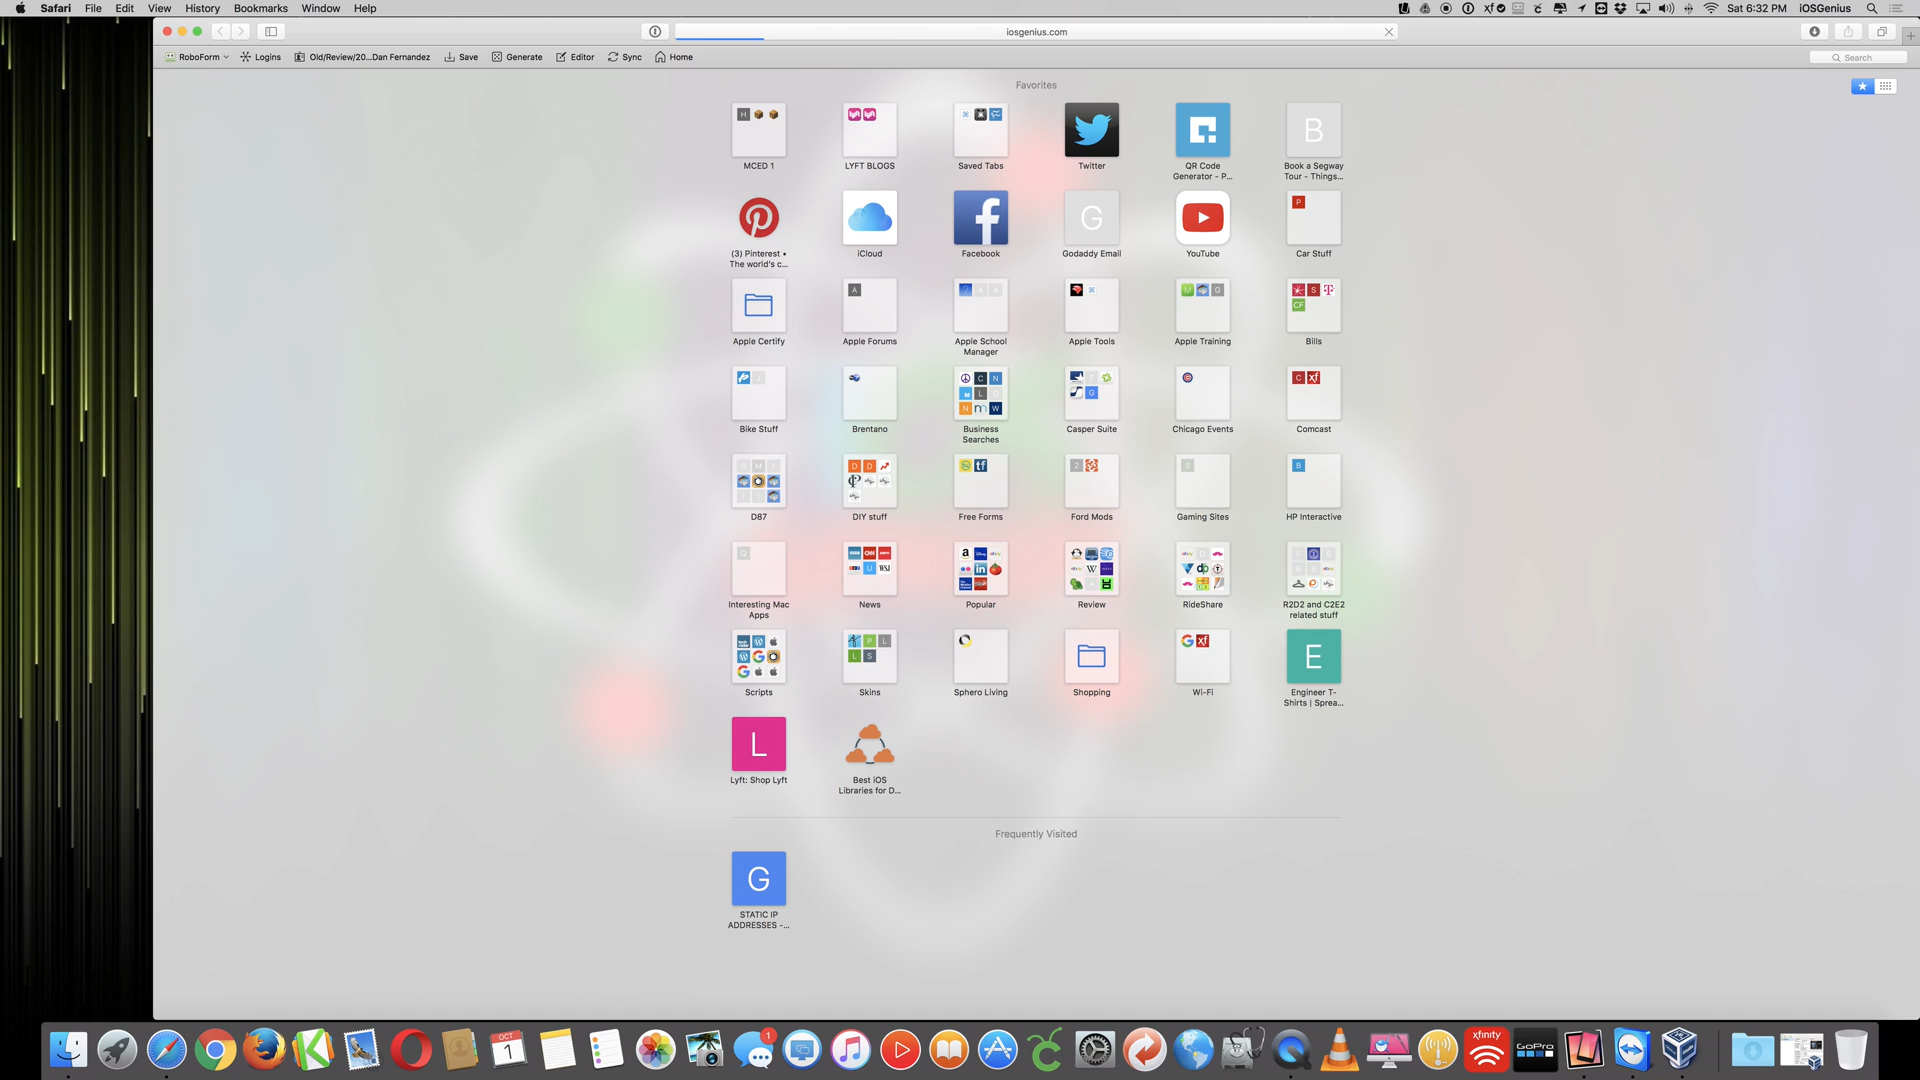 Safari File Edit View History Bookmarks Window Help
Sat 6:32 PM iOSGenius
iosgenius.com
RoboForm Logins Old/Review/20...Dan Fernandez Save Generate Editor Sync Home
Search
Favorites
MCED 1
LYFT BLOGS
Saved Tabs
Twitter
QR Code
Generator - P...
B
Book a Segway
Tour - Things...
(3) Pinterest •
The world's c...
iCloud
Facebook
G
Godaddy Email
YouTube
Car Stuff
Apple Certify
Apple Forums
Apple School
Manager
Apple Tools
Apple Training
Bills
Bike Stuff
Brentano
Business
Searches
Casper Suite
Chicago Events
Comcast
D87
DIY stuff
Free Forms
Ford Mods
Gaming Sites
HP Interactive
Interesting Mac
Apps
News
Popular
Review
RideShare
R2D2 and C2E2
related stuff
Scripts
Skins
Sphero Living
Shopping
Wi-Fi
E
Engineer T-
Shirts | Sprea...
L
Lyft: Shop Lyft
Best iOS
Libraries for D...
Frequently Visited
G
STATIC IP
ADDRESSES -...
OCT
1
1
xfinity
GoPro